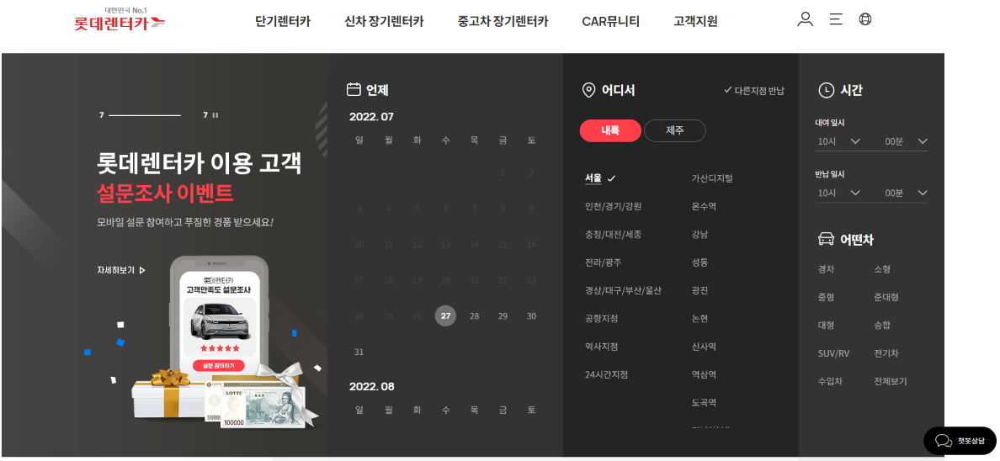 대한민국 No.1
롯데렌터카
단기렌터카 신차 장기렌터카 중고차 장기렌터카 CAR뮤니티 고객지원
7 7
롯데렌터카 이용 고객
설문조사 이벤트
모바일 설문 참여하고 푸짐한 경품 받으세요!
자세히보기
롯데렌터카
고객만족도 설문조사
설문 참여하기
LOTTE
50000
100000
언제
2022. 07
일 월 화 수 목 금 토
1 2
3 4 5 6 7 8 9
10 11 12 13 14 15 16
17 18 19 20 21 22 23
24 25 26 27 28 29 30
31
2022. 08
일 월 화 수 목 금 토
어디서
다른지점 반납
내륙 제주
서울 가산디지털
인천/경기/강원 온수역
충청/대전/세종 강남
전라/광주 성동
경상/대구/부산/울산 광진
공항지점 논현
역사지점 신사역
24시간지점 역삼역
도곡역
시간
대여 일시
10시 00분
반납 일시
10시 00분
어떤차
경차 소형
중형 준대형
대형 승합
SUV/RV 전기차
수입차 전체보기
챗봇상담